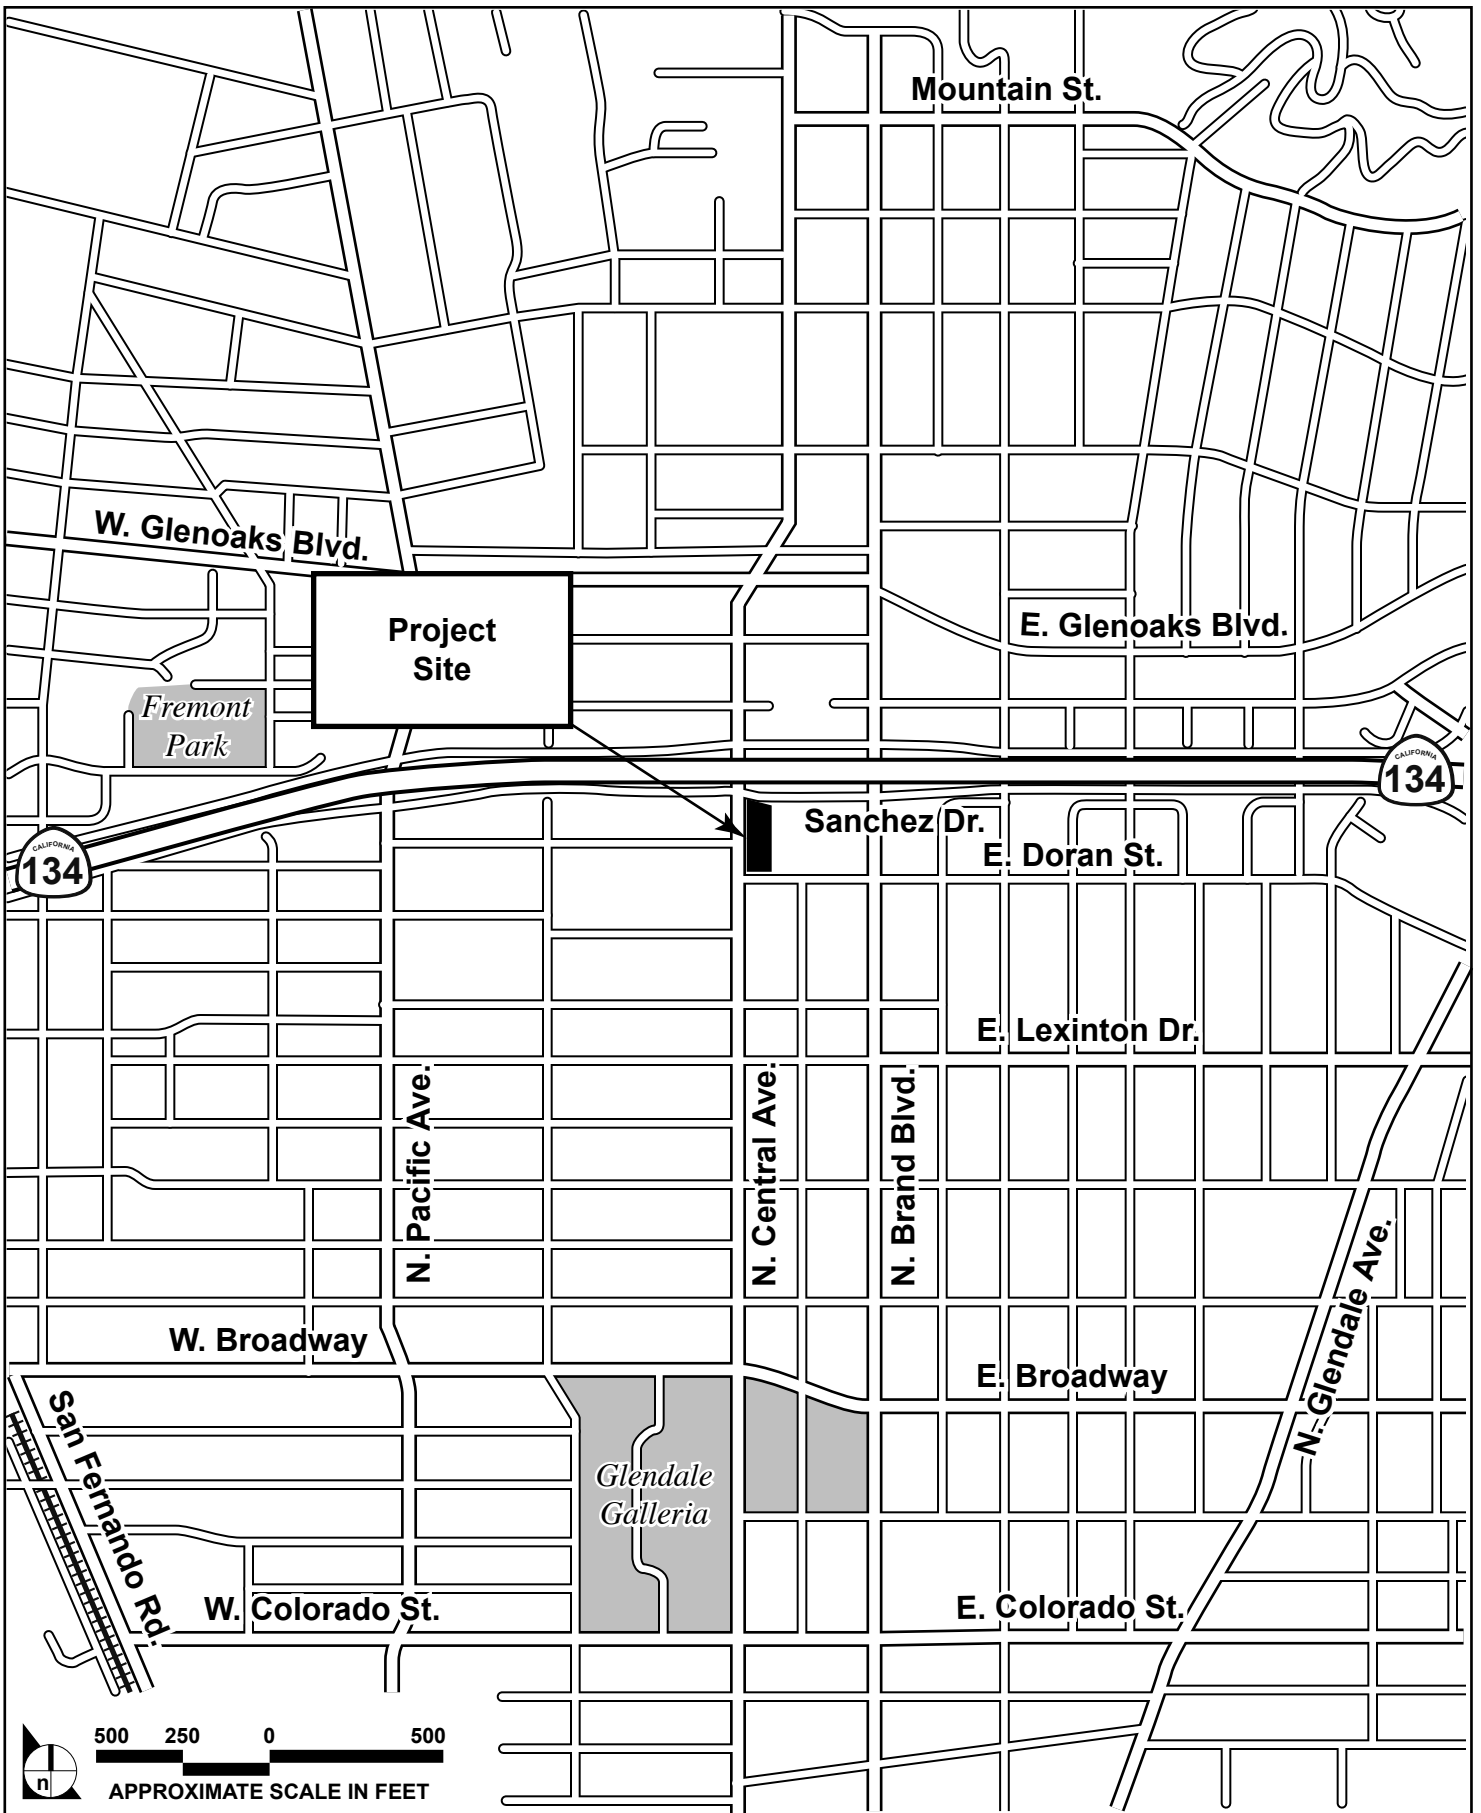 Mountain St.
W. Glenoaks Blvd.
Project
Site
E. Glenoaks Blvd.
Fremont
Park
CALIFORNIA
134
Sanchez Dr.
E. Doran St.
CALIFORNIA
134
E. Lexinton Dr.
N. Pacific Ave.
N. Central Ave.
N. Brand Blvd.
N. Glendale Ave.
W. Broadway
E. Broadway
San Fernando Rd.
Glendale
Galleria
W. Colorado St.
E. Colorado St.
500 250 0 500
n
APPROXIMATE SCALE IN FEET